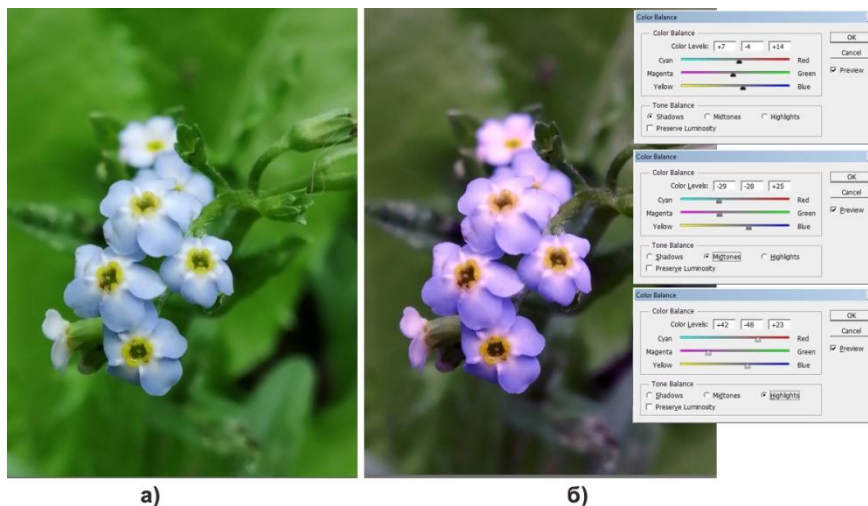 Color Balance
Color Balance
Color Levels: +7 -4 +14
Cyan Red
Magenta Green
Yellow Blue
Tone Balance
Shadows Midtones Highlights
Preserve Luminosity
OK
Cancel
Preview
Color Balance
Color Balance
Color Levels: -29 -28 +25
Cyan Red
Magenta Green
Yellow Blue
Tone Balance
Shadows Midtones Highlights
Preserve Luminosity
OK
Cancel
Preview
Color Balance
Color Balance
Color Levels: +42 -48 +23
Cyan Red
Magenta Green
Yellow Blue
Tone Balance
Shadows Midtones Highlights
Preserve Luminosity
OK
Cancel
Preview
а) б)